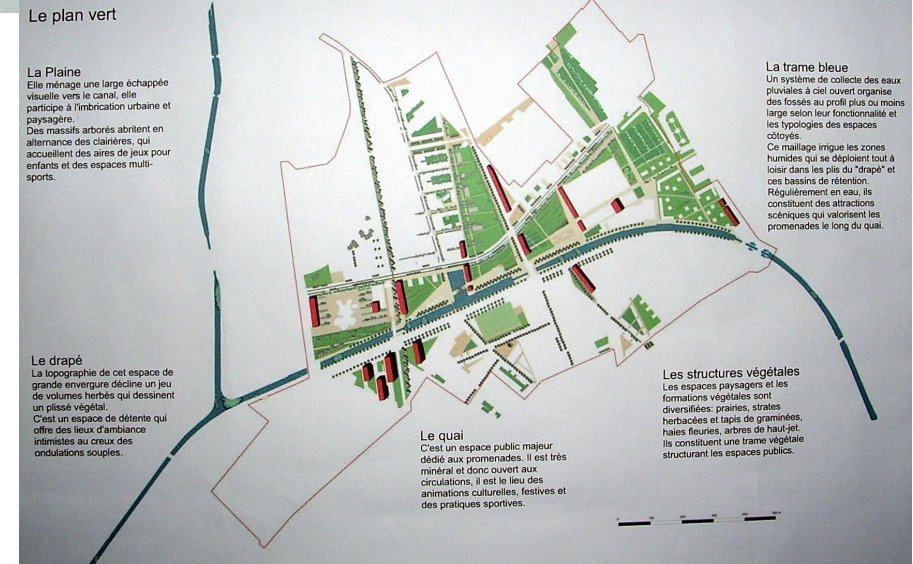 Le plan vert
La Plaine
Elle ménage une large échappée
visuelle vers le canal, elle
participe à l'imbrication urbaine et
paysagère.
Des massifs arborés abritent en
alternance des clairières, qui
accueillent des aires de jeux pour
enfants et des espaces multi-
sports.
La trame bleue
Un système de collecte des eaux
pluviales à ciel ouvert organise
des fossés au profil plus ou moins
large selon leur fonctionnalité et
les typologies des espaces
côtoyés.
Ce maillage irrigue les zones
humides qui se déploient tout à
loisir dans les plis du "drapé" et
ces bassins de rétention.
Régulièrement en eau, ils
constituent des attractions
scéniques qui valorisent les
promenades le long du quai.
Le drapé
La topographie de cet espace de
grande envergure décline un jeu
de volumes herbés qui dessinent
un plissé végétal.
C'est un espace de détente qui
offre des lieux d'ambiance
intimistes au creux des
ondulations souples.
Le quai
C'est un espace public majeur
dédié aux promenades. Il est très
minéral et donc ouvert aux
circulations, il est le lieu des
animations culturelles, festives et
des pratiques sportives.
Les structures végétales
Les espaces paysagers et les
formations végétales sont
diversifiées: prairies, strates
herbacées et tapis de graminées,
haies fleuries, arbres de haut-jet.
Ils constituent une trame végétale
structurant les espaces publics.